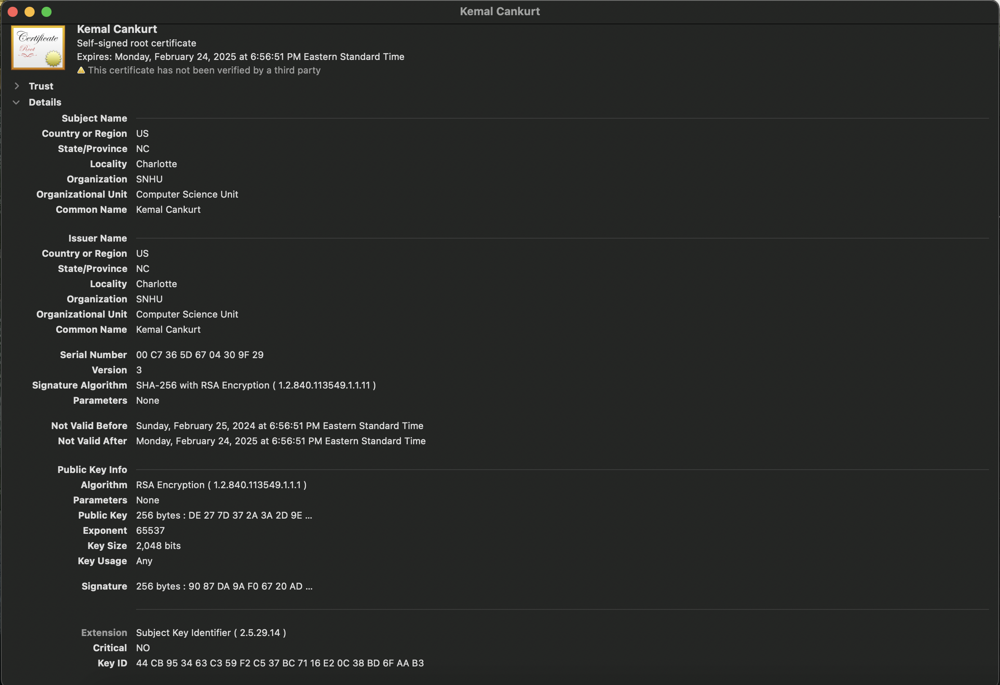 Kemal Cankurt
Certificate
Root
Kemal Cankurt
Self-signed root certificate
Expires: Monday, February 24, 2025 at 6:56:51 PM Eastern Standard Time
This certificate has not been verified by a third party
Trust
Details
Subject Name
Country or Region US
State/Province NC
Locality Charlotte
Organization SNHU
Organizational Unit Computer Science Unit
Common Name Kemal Cankurt
Issuer Name
Country or Region US
State/Province NC
Locality Charlotte
Organization SNHU
Organizational Unit Computer Science Unit
Common Name Kemal Cankurt
Serial Number 00 C7 36 5D 67 04 30 9F 29
Version 3
Signature Algorithm SHA-256 with RSA Encryption ( 1.2.840.113549.1.1.11 )
Parameters None
Not Valid Before Sunday, February 25, 2024 at 6:56:51 PM Eastern Standard Time
Not Valid After Monday, February 24, 2025 at 6:56:51 PM Eastern Standard Time
Public Key Info
Algorithm RSA Encryption ( 1.2.840.113549.1.1.1 )
Parameters None
Public Key 256 bytes : DE 27 7D 37 2A 3A 2D 9E ...
Exponent 65537
Key Size 2,048 bits
Key Usage Any
Signature 256 bytes : 90 87 DA 9A F0 67 20 AD ...
Extension Subject Key Identifier ( 2.5.29.14 )
Critical NO
Key ID 44 CB 95 34 63 C3 59 F2 C5 37 BC 71 16 E2 0C 38 BD 6F AA B3